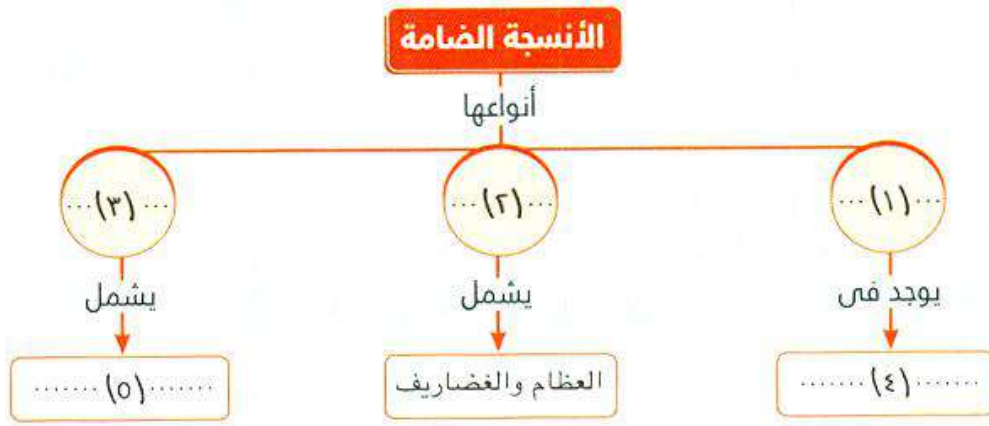 الأنسجة الضامة
أنواعها
...(١)...
...(٢)...
...(٣)...
يوجد فى
يشمل
يشمل
.......(٤).......
العظام والغضاريف
.......(٥).......